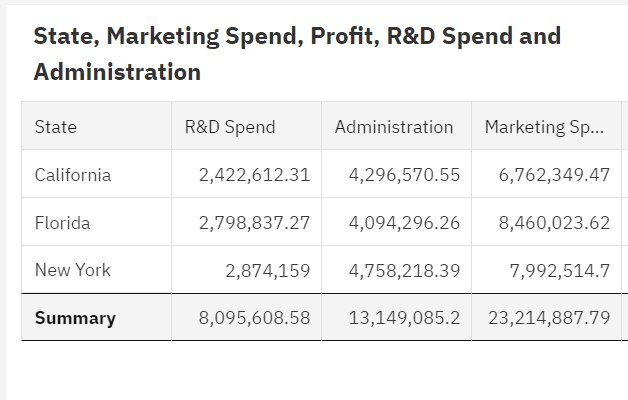 State, Marketing Spend, Profit, R&D Spend and
Administration
State R&D Spend Administration Marketing Sp...
California 2,422,612.31 4,296,570.55 6,762,349.47
Florida 2,798,837.27 4,094,296.26 8,460,023.62
New York 2,874,159 4,758,218.39 7,992,514.7
Summary 8,095,608.58 13,149,085.2 23,214,887.79